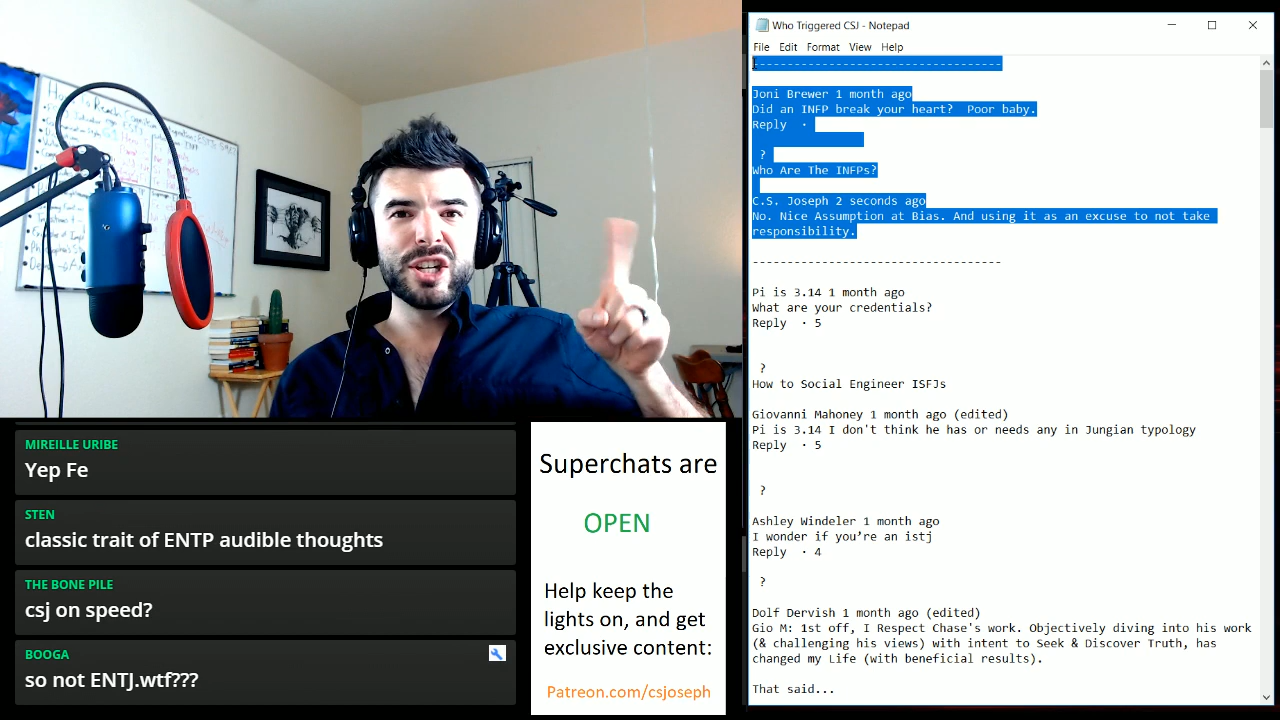 Who Triggered CSJ - Notepad
File Edit Format View Help
------------------------------------
Joni Brewer 1 month ago
Did an INFP break your heart?  Poor baby.
Reply ·
?
Who Are The INFPs?
C.S. Joseph 2 seconds ago
No. Nice Assumption at Bias. And using it as an excuse to not take
responsibility.
------------------------------------
Pi is 3.14 1 month ago
What are your credentials?
Reply · 5
?
How to Social Engineer ISFJs
Giovanni Mahoney 1 month ago (edited)
Pi is 3.14 I don't think he has or needs any in Jungian typology
Reply · 5
?
Ashley Windeler 1 month ago
I wonder if you’re an istj
Reply · 4
?
Dolf Dervish 1 month ago (edited)
Gio M: 1st off, I Respect Chase's work. Objectively diving into his work
(& challenging his views) with intent to Seek & Discover Truth, has
changed my Life (with beneficial results).
That said...
MIREILLE URIBE
Yep Fe
STEN
classic trait of ENTP audible thoughts
THE BONE PILE
csj on speed?
BOOGA
so not ENTJ.wtf???
Superchats are
OPEN
Help keep the
lights on, and get
exclusive content:
Patreon.com/csjoseph